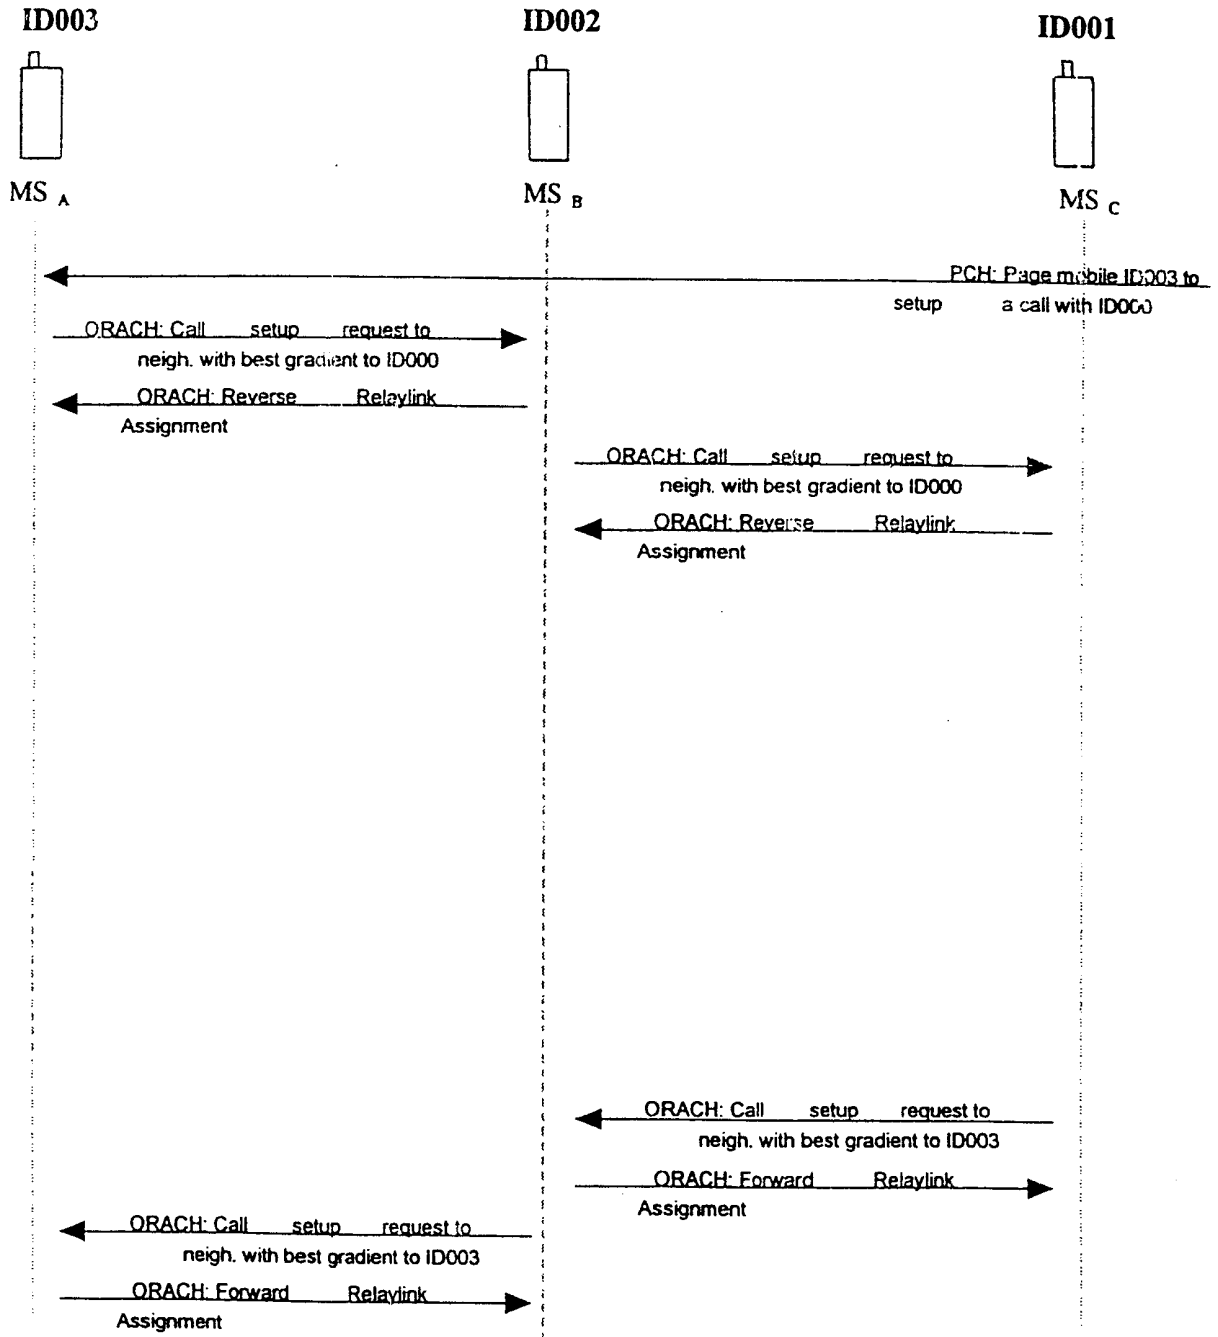 ID003 ID002 ID001
MS A MS B MS C
PCH: Page mobile ID003 to
setup a call with ID000
ORACH: Call setup request to
neigh. with best gradient to ID000
ORACH: Reverse Relaylink
Assignment
ORACH: Call setup request to
neigh. with best gradient to ID000
ORACH: Reverse Relaylink
Assignment
ORACH: Call setup request to
neigh. with best gradient to ID003
ORACH: Forward Relaylink
Assignment
ORACH: Call setup request to
neigh. with best gradient to ID003
ORACH: Forward Relaylink
Assignment